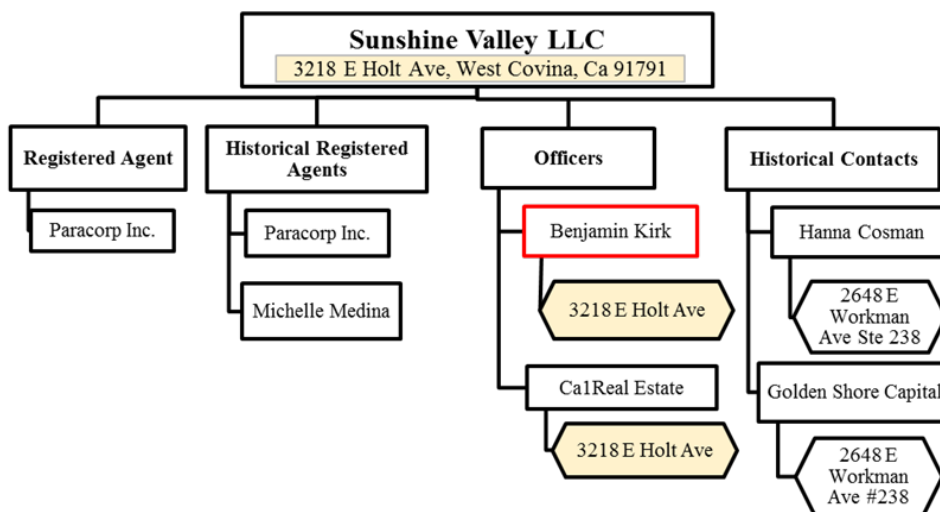 Sunshine Valley LLC
3218 E Holt Ave, West Covina, Ca 91791
Registered Agent
Paracorp Inc.
Historical Registered
Agents
Paracorp Inc.
Michelle Medina
Officers
Benjamin Kirk
3218 E Holt Ave
Ca1Real Estate
3218 E Holt Ave
Historical Contacts
Hanna Cosman
2648 E
Workman
Ave Ste 238
Golden Shore Capital
2648 E
Workman
Ave #238